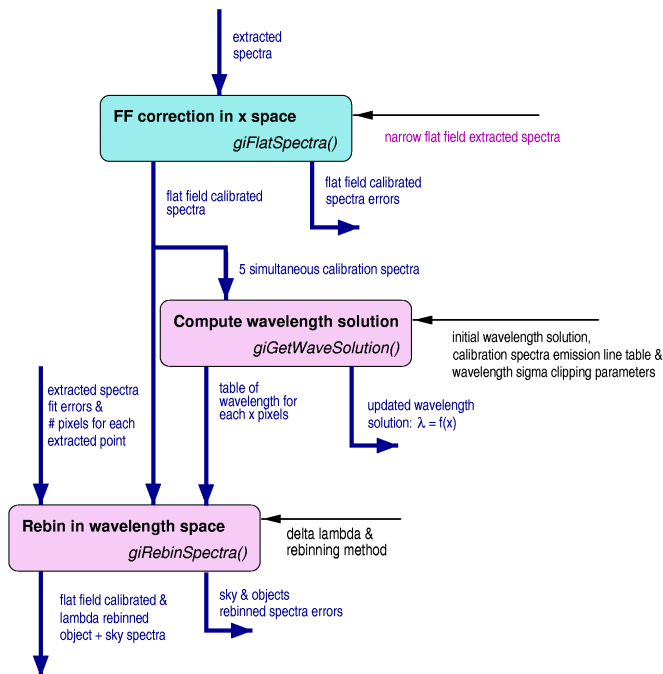 extracted
spectra
FF correction in x space
giFlatSpectra()
narrow flat field extracted spectra
flat field calibrated
spectra
flat field calibrated
spectra errors
5 simultaneous calibration spectra
Compute wavelength solution
giGetWaveSolution()
initial wavelength solution,
calibration spectra emission line table &
wavelength sigma clipping parameters
extracted spectra
fit errors &
# pixels for each
extracted point
table of
wavelength for
each x pixels
updated wavelength
solution: λ = f(x)
Rebin in wavelength space
giRebinSpectra()
delta lambda &
rebinning method
flat field calibrated &
lambda rebinned
object + sky spectra
sky & objects
rebinned spectra errors